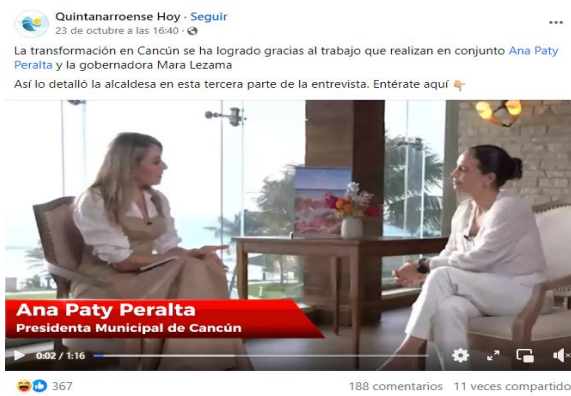 Quintanarroense Hoy · Seguir
23 de octubre a las 16:40 ·
La transformación en Cancún se ha logrado gracias al trabajo que realizan en conjunto Ana Paty
Peralta y la gobernadora Mara Lezama
Así lo detalló la alcaldesa en esta tercera parte de la entrevista. Entérate aquí 👇🏼
Ana Paty Peralta
Presidenta Municipal de Cancún
0:02 / 1:16
367
188 comentarios 11 veces compartido